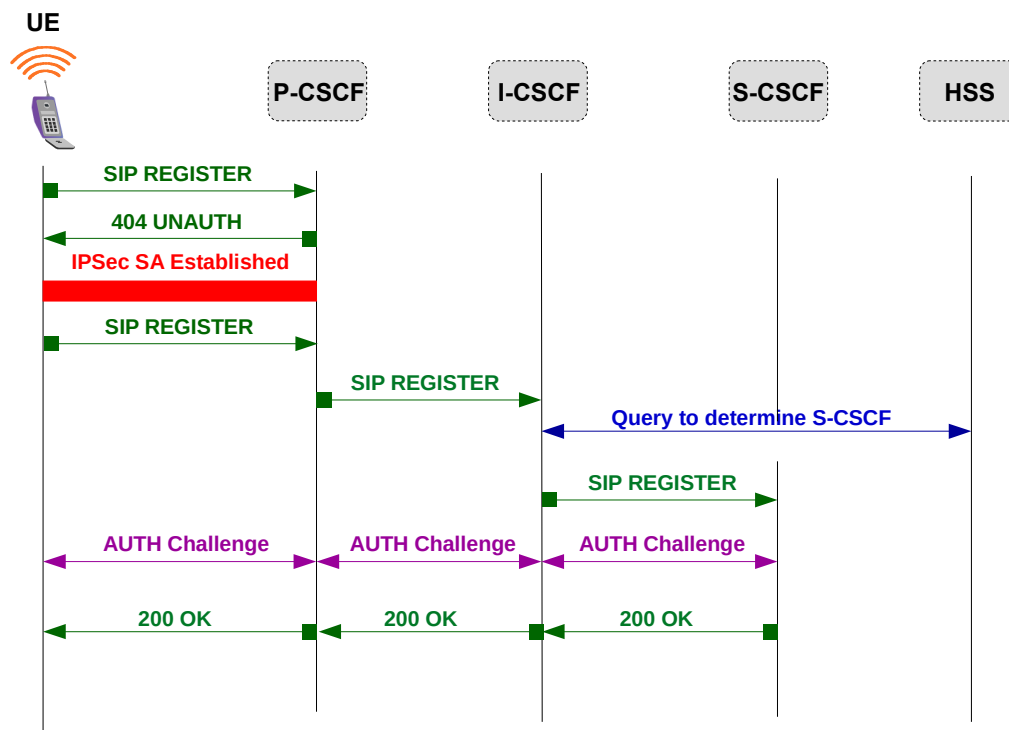 UE
P-CSCF
I-CSCF
S-CSCF
HSS
SIP REGISTER
404 UNAUTH
IPSec SA Established
SIP REGISTER
SIP REGISTER
Query to determine S-CSCF
SIP REGISTER
AUTH Challenge
AUTH Challenge
AUTH Challenge
200 OK
200 OK
200 OK